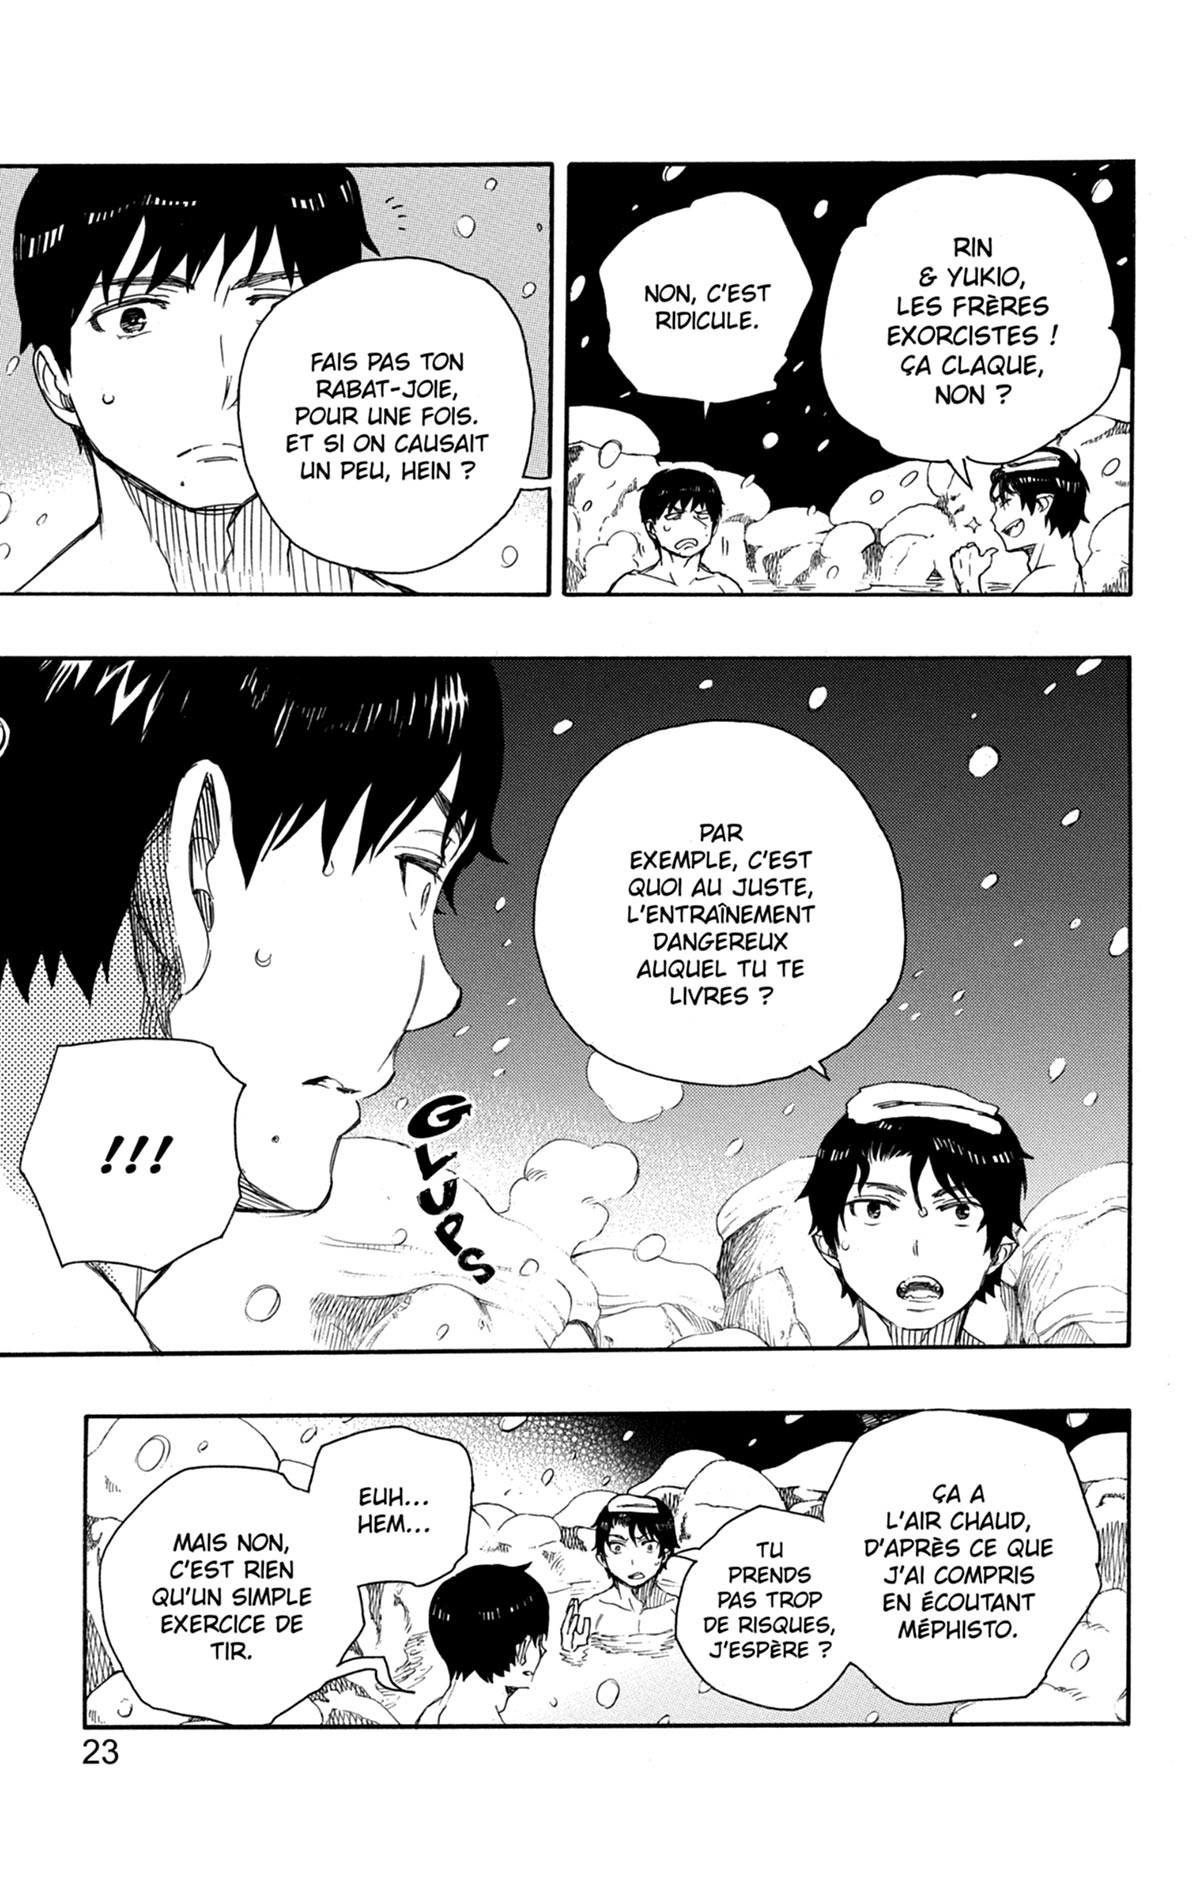 RIN
& YUKIO,
LES FRÈRES
EXORCISTES !
ÇA CLAQUE,
NON ?
NON, C'EST
RIDICULE.
FAIS PAS TON
RABAT-JOIE,
POUR UNE FOIS.
ET SI ON CAUSAIT
UN PEU, HEIN ?
PAR
EXEMPLE, C'EST
QUOI AU JUSTE,
L'ENTRAÎNEMENT
DANGEREUX
AUQUEL TU TE
LIVRES ?
GLUPS
!!!
ÇA A
L'AIR CHAUD,
D'APRÈS CE QUE
J'AI COMPRIS
EN ÉCOUTANT
MÉPHISTO.
TU
PRENDS
PAS TROP
DE RISQUES,
J'ESPÈRE ?
EUH...
HEM...
MAIS NON,
C'EST RIEN
QU'UN SIMPLE
EXERCICE DE
TIR.
23